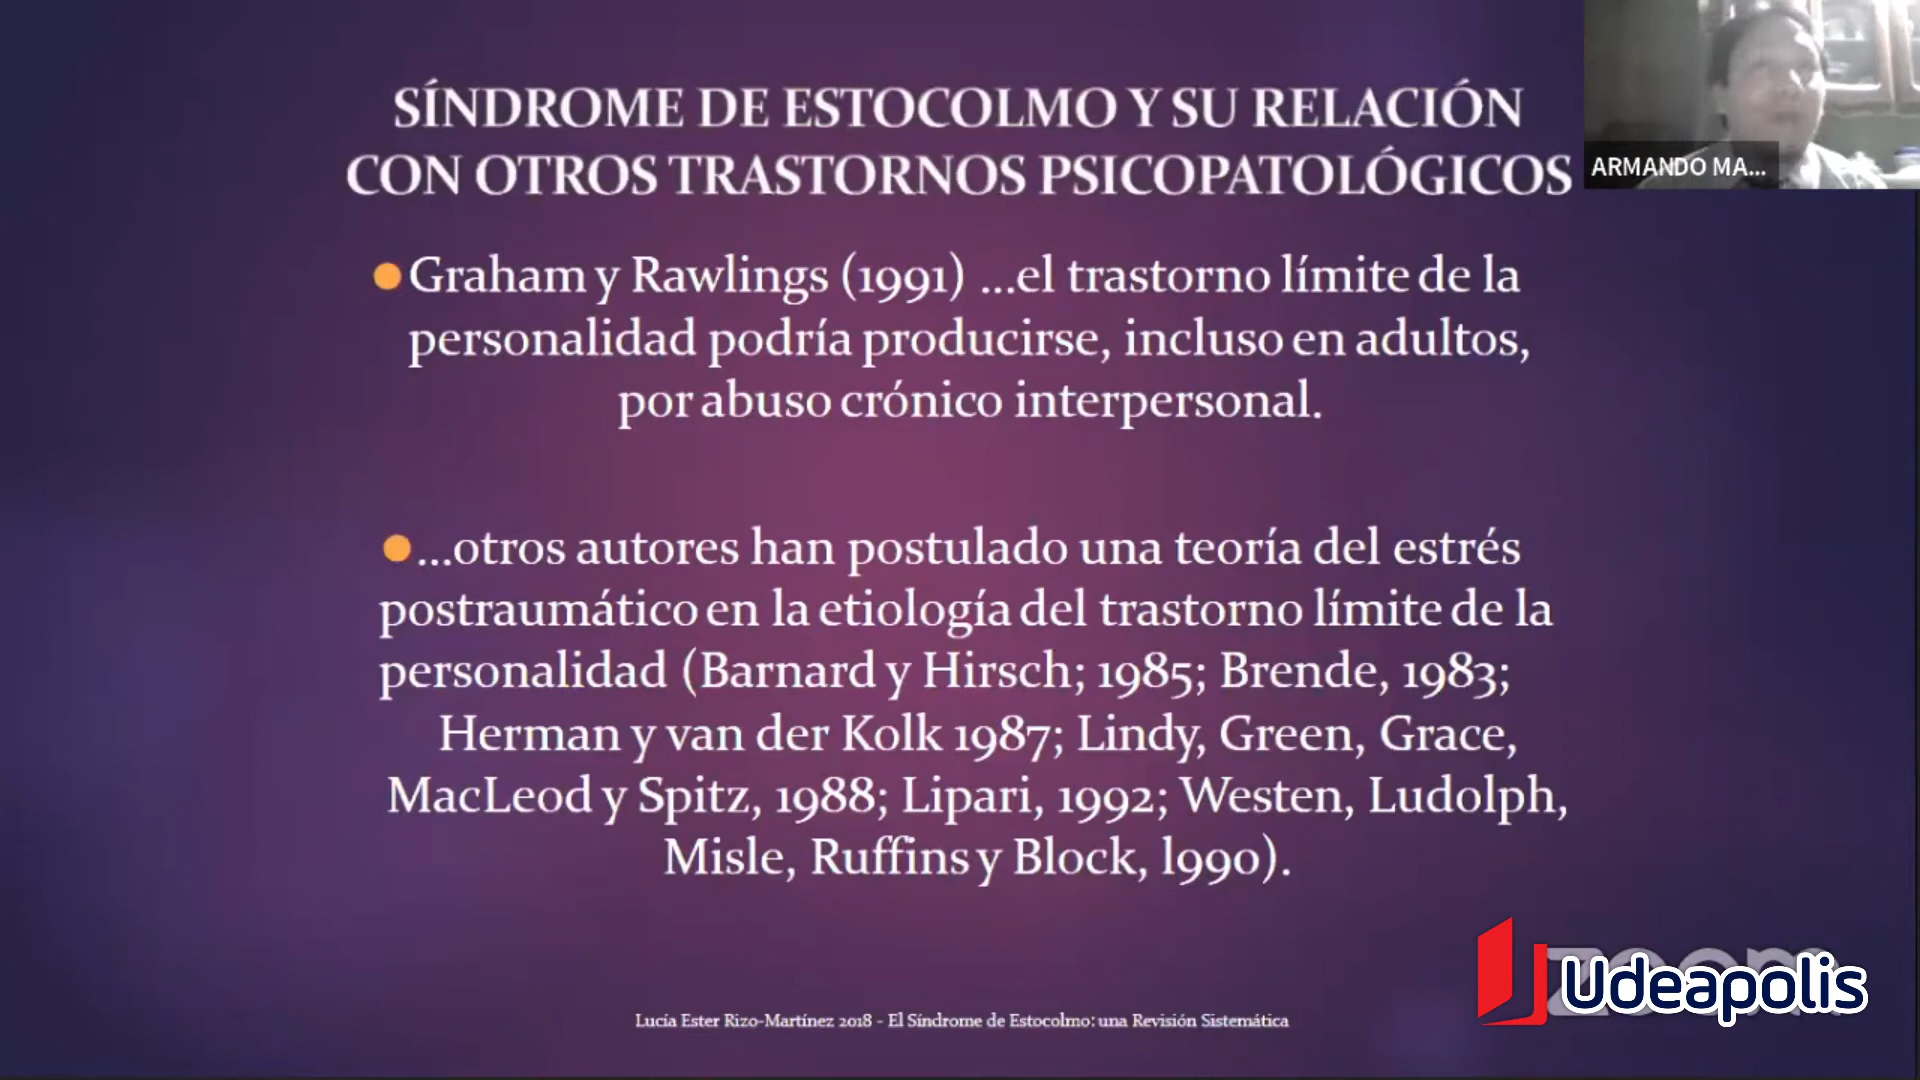 SÍNDROME DE ESTOCOLMO Y SU RELACIÓN
CON OTROS TRASTORNOS PSICOPATOLÓGICOS
ARMANDO MA...
Graham y Rawlings (1991) ...el trastorno límite de la
personalidad podría producirse, incluso en adultos,
por abuso crónico interpersonal.
...otros autores han postulado una teoría del estrés
postraumático en la etiología del trastorno límite de la
personalidad (Barnard y Hirsch; 1985; Brende, 1983;
Herman y van der Kolk 1987; Lindy, Green, Grace,
MacLeod y Spitz, 1988; Lipari, 1992; Westen, Ludolph,
Misle, Ruffins y Block, l990).
zoom
Udeapolis
Lucía Ester Rizo-Martínez 2018 - El Síndrome de Estocolmo: una Revisión Sistemática